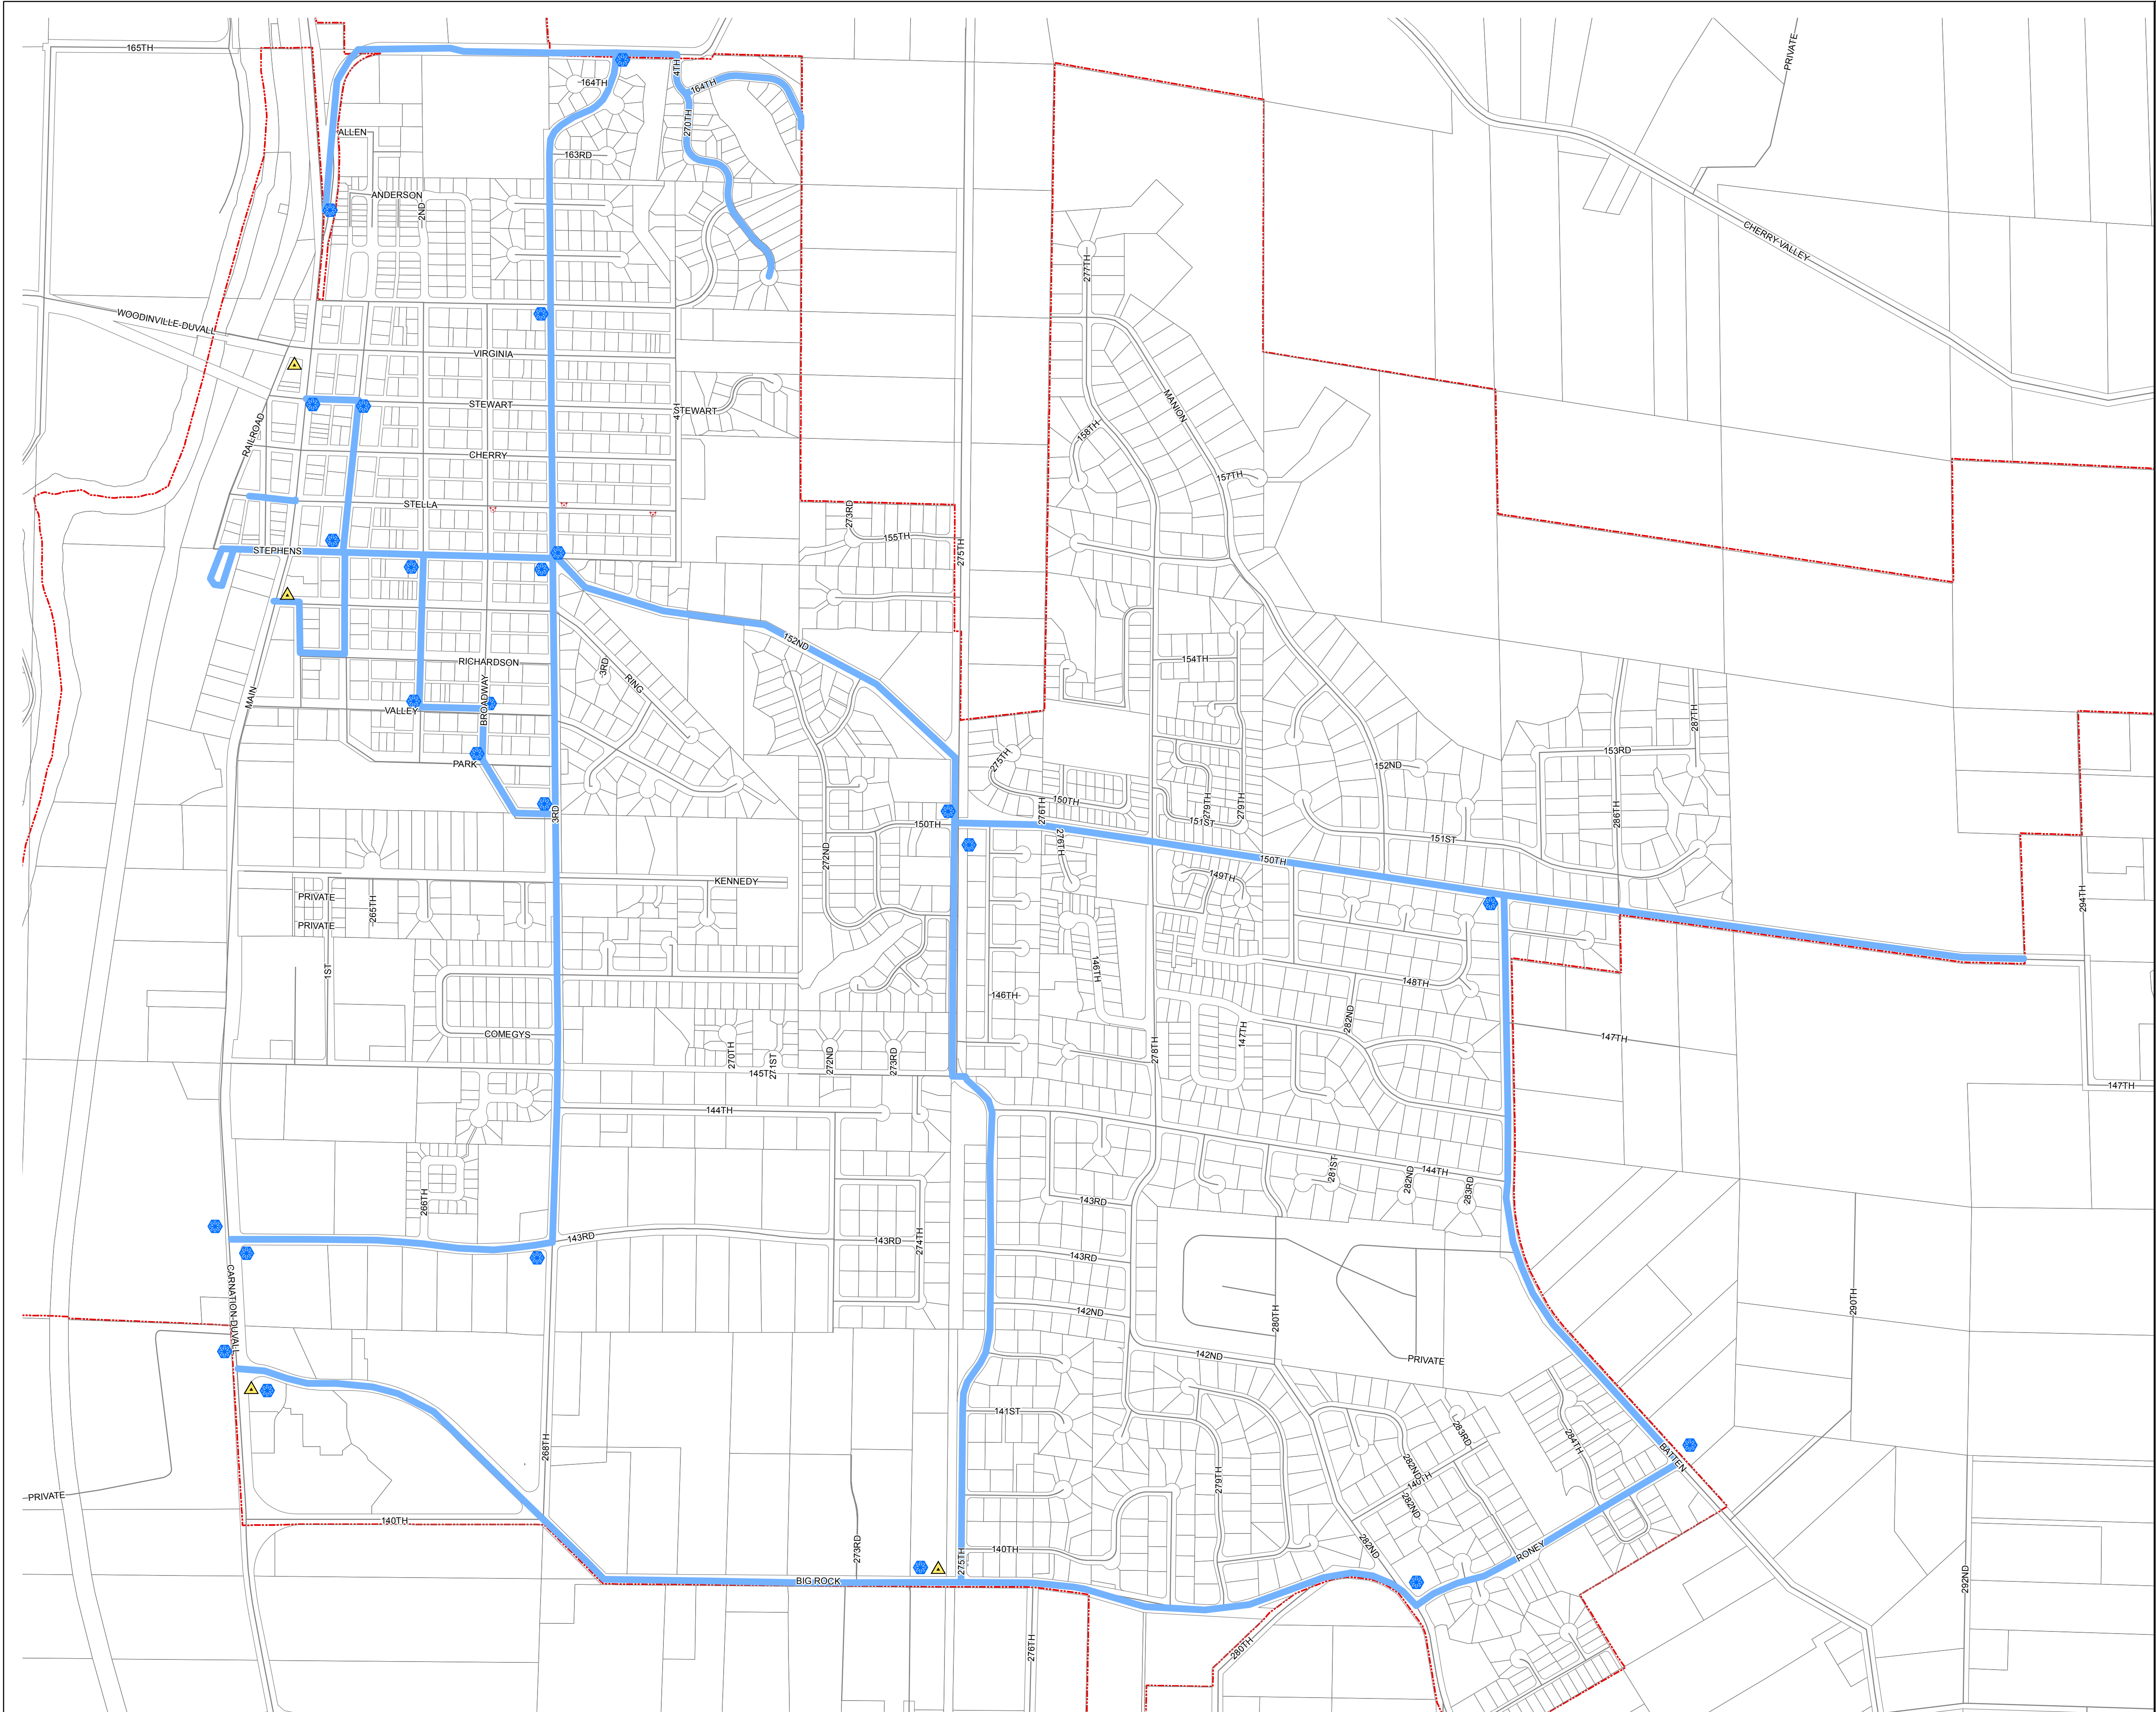 165TH
PRIVATE
4TH
164TH
164TH
270TH
ALLEN
163RD
ANDERSON
2ND
CHERRY VALLEY
277TH
WOODINVILLE-DUVALL
VIRGINIA
STEWART
STEWART
4TH
MANION
RAILROAD
158TH
CHERRY
157TH
STELLA
273RD
155TH
275TH
STEPHENS
152ND
RICHARDSON
3RD
RING
154TH
MAIN
BROADWAY
VALLEY
287TH
153RD
PARK
275TH
152ND
150TH
276TH
279TH
279TH
286TH
3RD
150TH
151ST
151ST
276TH
272ND
150TH
KENNEDY
149TH
PRIVATE
265TH
294TH
PRIVATE
1ST
146TH
148TH
146TH
282ND
COMEGYS
147TH
147TH
278TH
270TH
271ST
272ND
273RD
145TH
147TH
144TH
281ST
282ND
144TH
283RD
266TH
143RD
143RD
143RD
274TH
143RD
CARNATION-DUVALL
142ND
280TH
290TH
142ND
PRIVATE
141ST
283RD
284TH
268TH
BATTEN
282ND
140TH
279TH
282ND
PRIVATE
140TH
273RD
275TH
140TH
282ND
RONEY
BIG ROCK
292ND
276TH
280TH